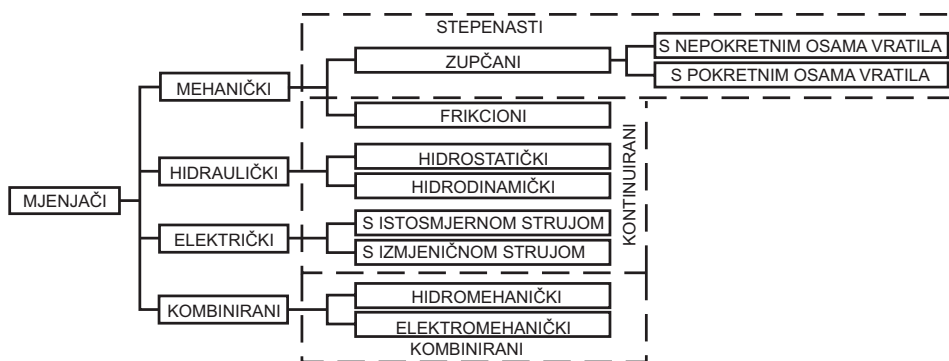 STEPENASTI
S NEPOKRETNIM OSAMA VRATILA
ZUPČANI
S POKRETNIM OSAMA VRATILA
MEHANIČKI
FRIKCIONI
HIDROSTATIČKI
HIDRAULIČKI
HIDRODINAMIČKI
KONTINUIRANI
MJENJAČI
S ISTOSMJERNOM STRUJOM
ELEKTRIČKI
S IZMJENIČNOM STRUJOM
HIDROMEHANIČKI
KOMBINIRANI
ELEKTROMEHANIČKI
KOMBINIRANI